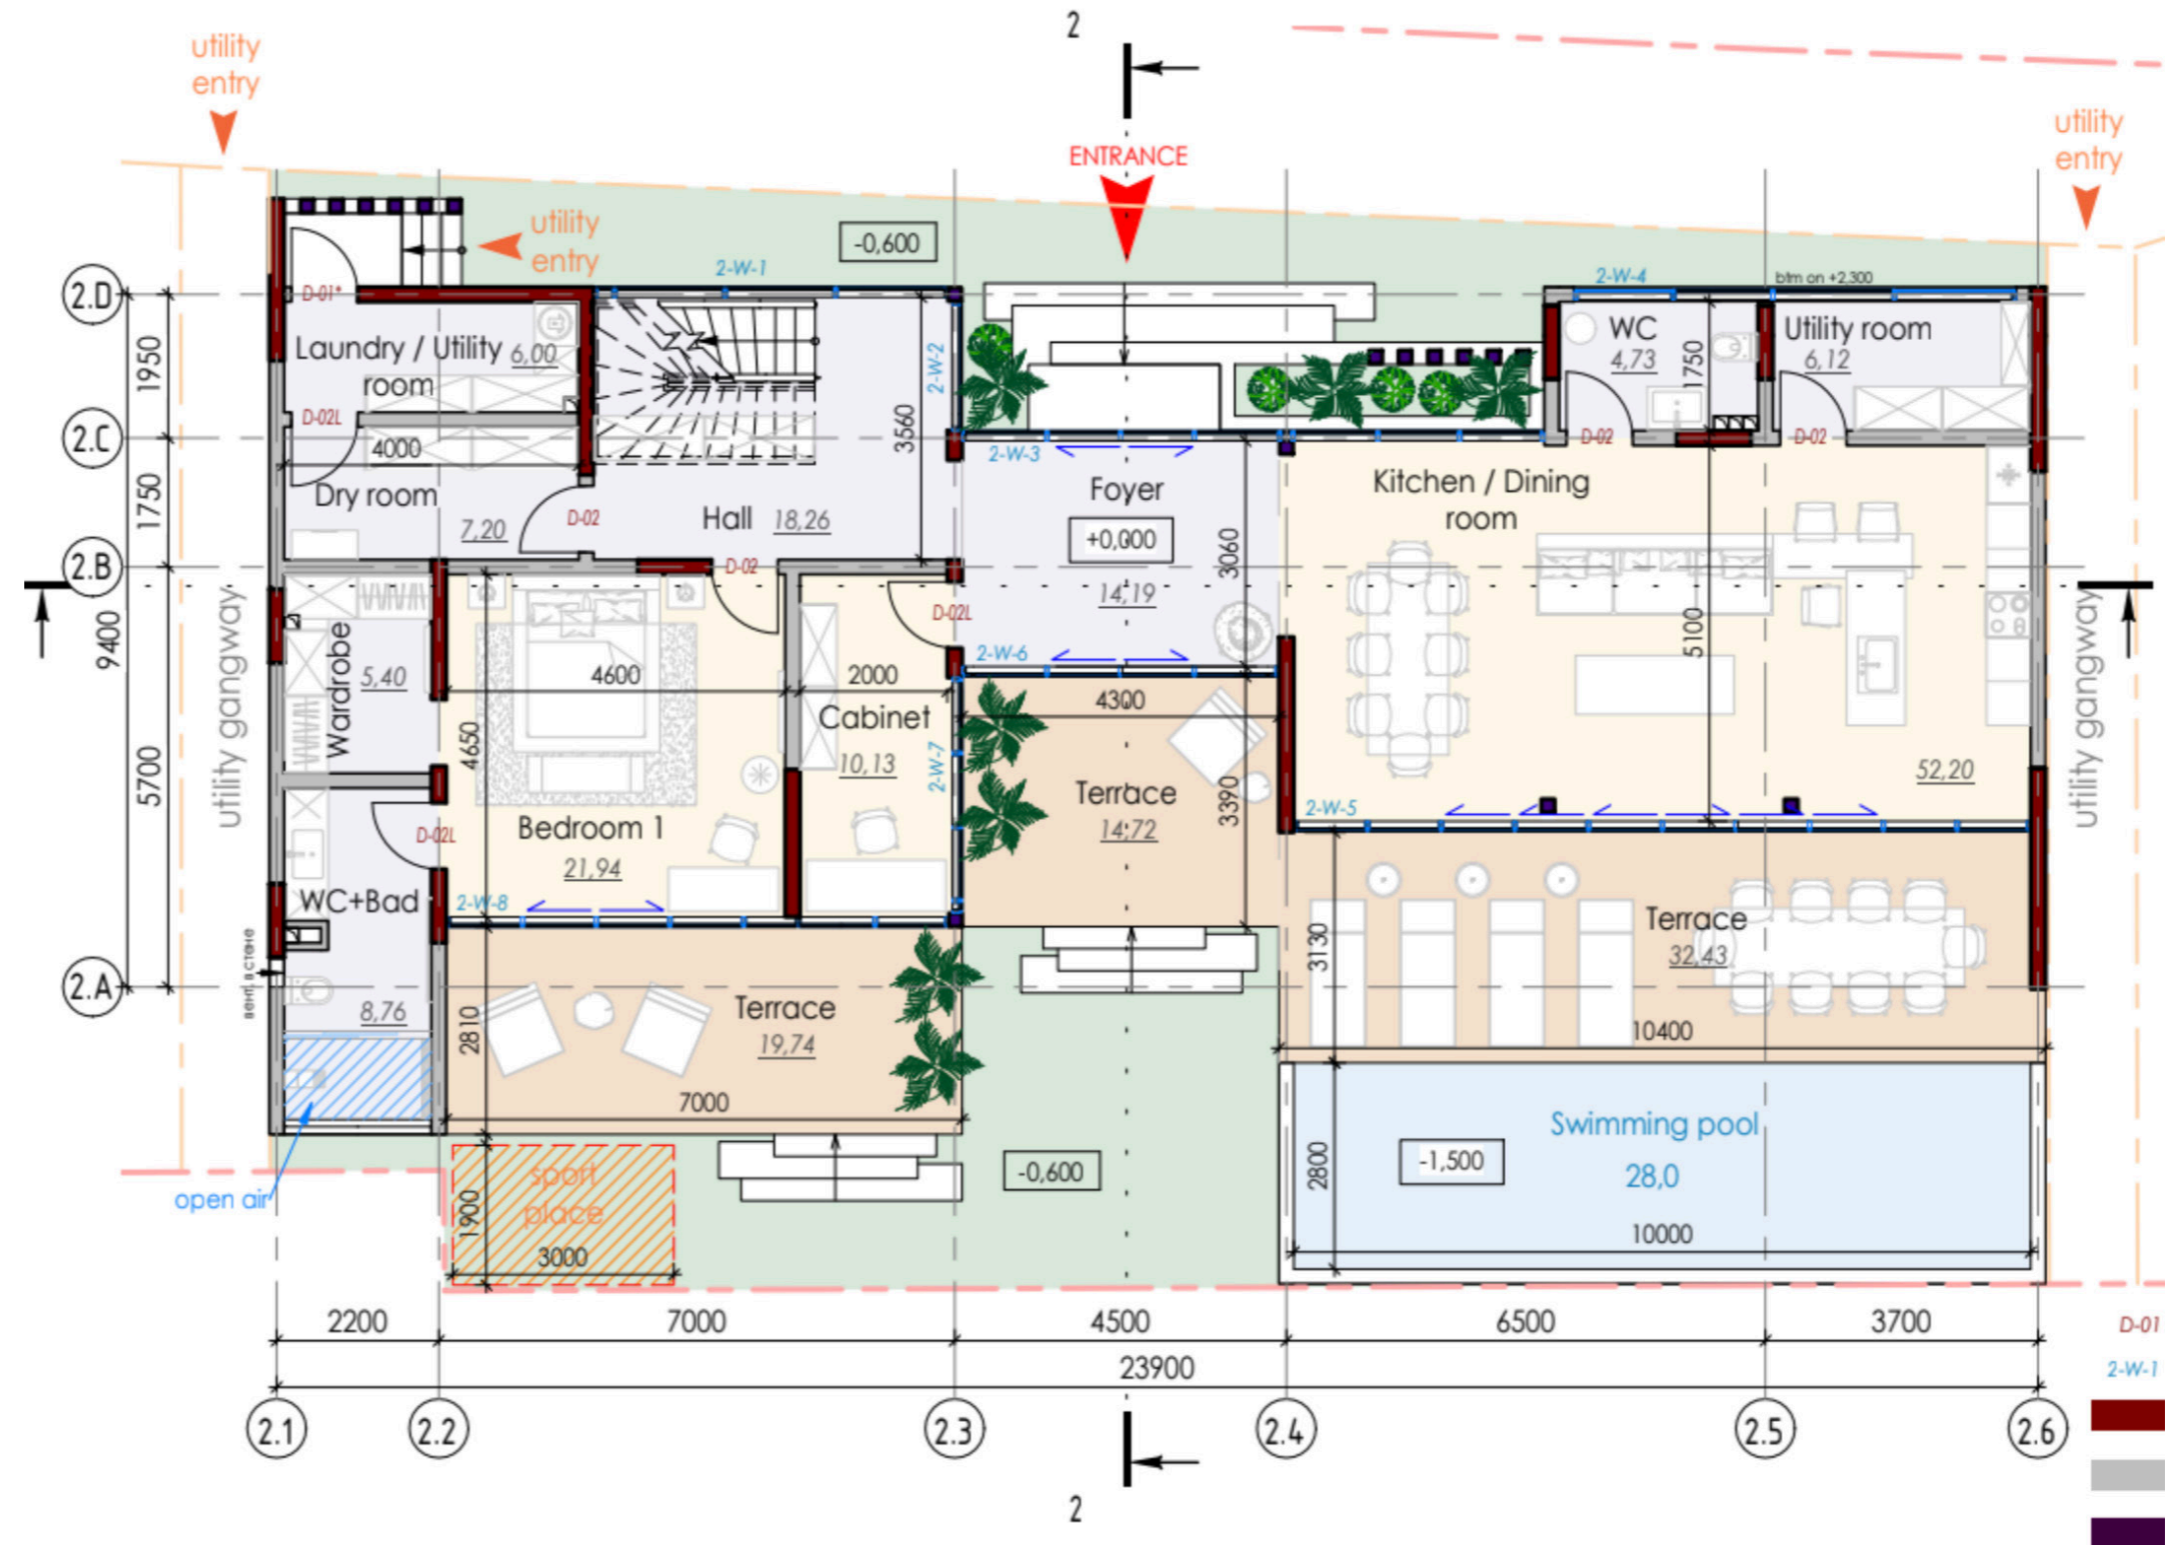 2
utility
entry
utility
entry
ENTRANCE
utility
entry
-0,600
2-W-1
2-W-4
btm on +2,300
2.D
D-01*
1950
Laundry / Utility 6,00
room
2-W-2
WC
4,73
1750
Utility room
6,12
D-02L
3560
2.C
4000
2-W-3
D-02
D-02
Dry room
7,20
D-02
Hall 18,26
Foyer
+0,000
14,19
3060
Kitchen / Dining
room
1750
2.B
D-02
9400
utility gangway
Wardrobe
5,40
4600
2000
D-02L
2-W-6
5100
utility gangway
4650
Cabinet
10,13
2-W-7
4300
Terrace
14,72
3390
52,20
5700
D-02L
Bedroom 1
21,94
2-W-5
2-W-8
WC+Bad
вент. в стене
2.A
8,76
2810
Terrace
19,74
3130
Terrace
32,43
10400
7000
open air
sport
place
1900
3000
-0,600
Swimming pool
28,0
2800
-1,500
10000
2200
7000
4500
6500
3700
23900
D-01
2-W-1
2.1
2.2
2.3
2.4
2.5
2.6
2